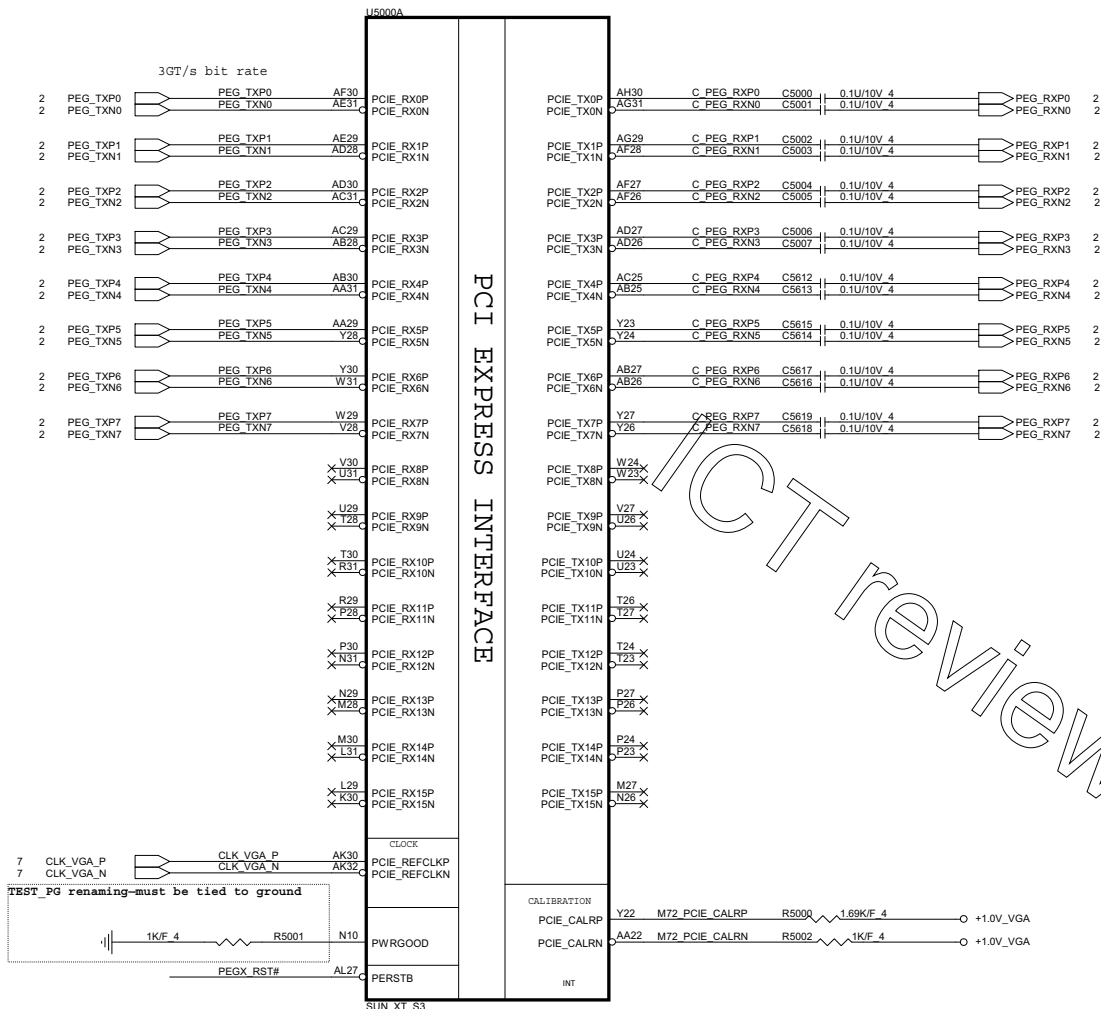 U5000A
3GT/s bit rate
2 PEG_TXP0 PEG_TXP0 AF30 PCIE_RX0P PCIE_TX0P AH30 C_PEG_RXP0 C5000 0.1U/10V_4 PEG_RXP0 2
2 PEG_TXN0 PEG_TXN0 AE31 PCIE_RX0N PCIE_TX0N AG31 C_PEG_RXN0 C5001 0.1U/10V_4 PEG_RXN0 2
2 PEG_TXP1 PEG_TXP1 AE29 PCIE_RX1P PCIE_TX1P AG29 C_PEG_RXP1 C5002 0.1U/10V_4 PEG_RXP1 2
2 PEG_TXN1 PEG_TXN1 AD28 PCIE_RX1N PCIE_TX1N AF28 C_PEG_RXN1 C5003 0.1U/10V_4 PEG_RXN1 2
2 PEG_TXP2 PEG_TXP2 AD30 PCIE_RX2P PCIE_TX2P AF27 C_PEG_RXP2 C5004 0.1U/10V_4 PEG_RXP2 2
2 PEG_TXN2 PEG_TXN2 AC31 PCIE_RX2N PCIE_TX2N AF26 C_PEG_RXN2 C5005 0.1U/10V_4 PEG_RXN2 2
2 PEG_TXP3 PEG_TXP3 AC29 PCIE_RX3P PCIE_TX3P AD27 C_PEG_RXP3 C5006 0.1U/10V_4 PEG_RXP3 2
2 PEG_TXN3 PEG_TXN3 AB28 PCIE_RX3N PCIE_TX3N AD26 C_PEG_RXN3 C5007 0.1U/10V_4 PEG_RXN3 2
2 PEG_TXP4 PEG_TXP4 AB30 PCIE_RX4P PCIE_TX4P AC25 C_PEG_RXP4 C5612 0.1U/10V_4 PEG_RXP4 2
2 PEG_TXN4 PEG_TXN4 AA31 PCIE_RX4N PCIE_TX4N AB25 C_PEG_RXN4 C5613 0.1U/10V_4 PEG_RXN4 2
2 PEG_TXP5 PEG_TXP5 AA29 PCIE_RX5P PCIE_TX5P Y23 C_PEG_RXP5 C5615 0.1U/10V_4 PEG_RXP5 2
2 PEG_TXN5 PEG_TXN5 Y28 PCIE_RX5N PCIE_TX5N Y24 C_PEG_RXN5 C5614 0.1U/10V_4 PEG_RXN5 2
2 PEG_TXP6 PEG_TXP6 Y30 PCIE_RX6P PCIE_TX6P AB27 C_PEG_RXP6 C5617 0.1U/10V_4 PEG_RXP6 2
2 PEG_TXN6 PEG_TXN6 W31 PCIE_RX6N PCIE_TX6N AB26 C_PEG_RXN6 C5616 0.1U/10V_4 PEG_RXN6 2
2 PEG_TXP7 PEG_TXP7 W29 PCIE_RX7P PCIE_TX7P Y27 C_PEG_RXP7 C5619 0.1U/10V_4 PEG_RXP7 2
2 PEG_TXN7 PEG_TXN7 V28 PCIE_RX7N PCIE_TX7N Y26 C_PEG_RXN7 C5618 0.1U/10V_4 PEG_RXN7 2
PCI EXPRESS INTERFACE
V30 PCIE_RX8P PCIE_TX8P W24
U31 PCIE_RX8N PCIE_TX8N W23
U29 PCIE_RX9P PCIE_TX9P V27
T28 PCIE_RX9N PCIE_TX9N U26
T30 PCIE_RX10P PCIE_TX10P U24
R31 PCIE_RX10N PCIE_TX10N U23
R29 PCIE_RX11P PCIE_TX11P T26
P28 PCIE_RX11N PCIE_TX11N T27
P30 PCIE_RX12P PCIE_TX12P T24
N31 PCIE_RX12N PCIE_TX12N T23
N29 PCIE_RX13P PCIE_TX13P P27
M28 PCIE_RX13N PCIE_TX13N P26
M30 PCIE_RX14P PCIE_TX14P P24
L31 PCIE_RX14N PCIE_TX14N P23
L29 PCIE_RX15P PCIE_TX15P M27
K30 PCIE_RX15N PCIE_TX15N N26
ICT review
CLOCK
7 CLK_VGA_P CLK_VGA_P AK30 PCIE_REFCLKP
7 CLK_VGA_N CLK_VGA_N AK32 PCIE_REFCLKN
TEST_PG renaming—must be tied to ground
CALIBRATION
PCIE_CALRP Y22 M72_PCIE_CALRP R5000 1.69K/F_4 +1.0V_VGA
1K/F_4 R5001 N10 PWRGOOD PCIE_CALRN AA22 M72_PCIE_CALRN R5002 1K/F_4 +1.0V_VGA
PEGX_RST# AL27 PERSTB
INT
SUN_XT_S3